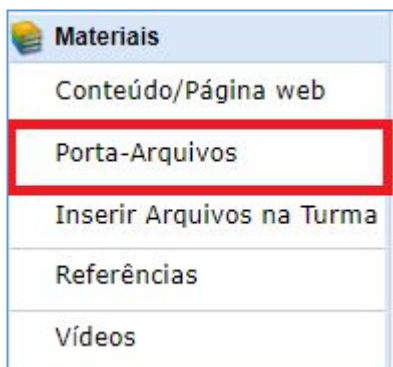 Materiais
Conteúdo/Página web
Porta-Arquivos
Inserir Arquivos na Turma
Referências
Vídeos